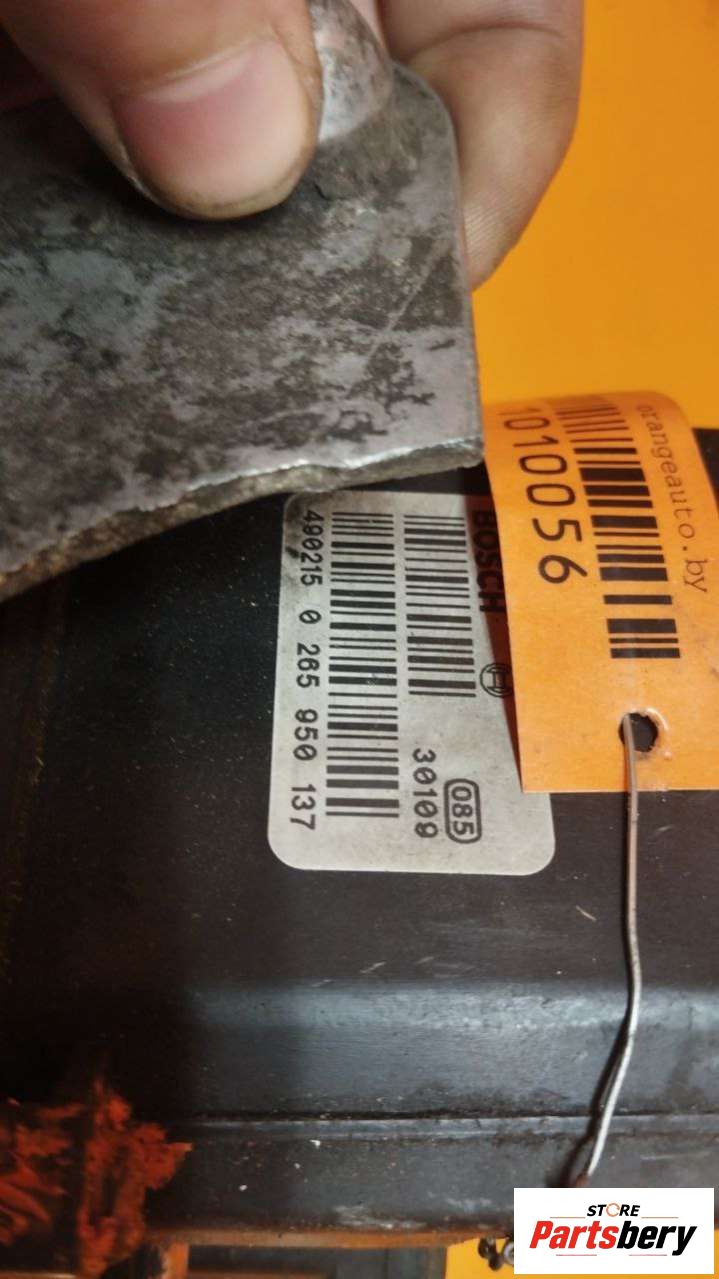 orangeauto.by
1010056
BOSCH
085
30109
490215 0 265 950 137
STORE
Partsbery